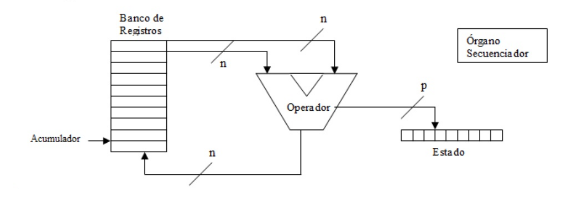 Banco de
Registros
n
n
Órgano
Secuenciador
Operador
p
Acumulador
Estado
n